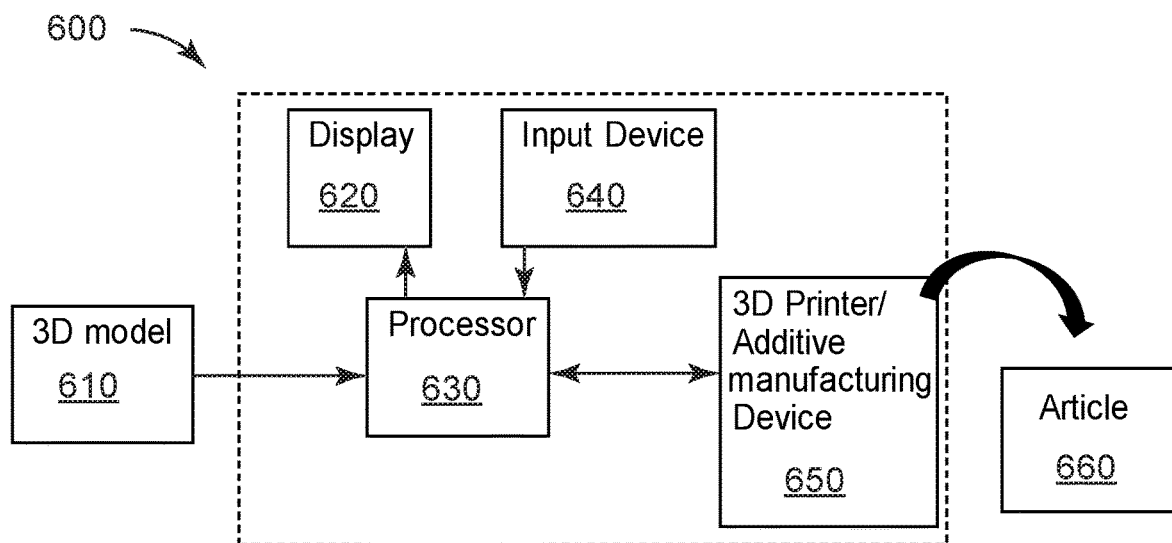 600
Display
620
Input Device
640
3D model
610
Processor
630
3D Printer/
Additive
manufacturing
Device
650
Article
660